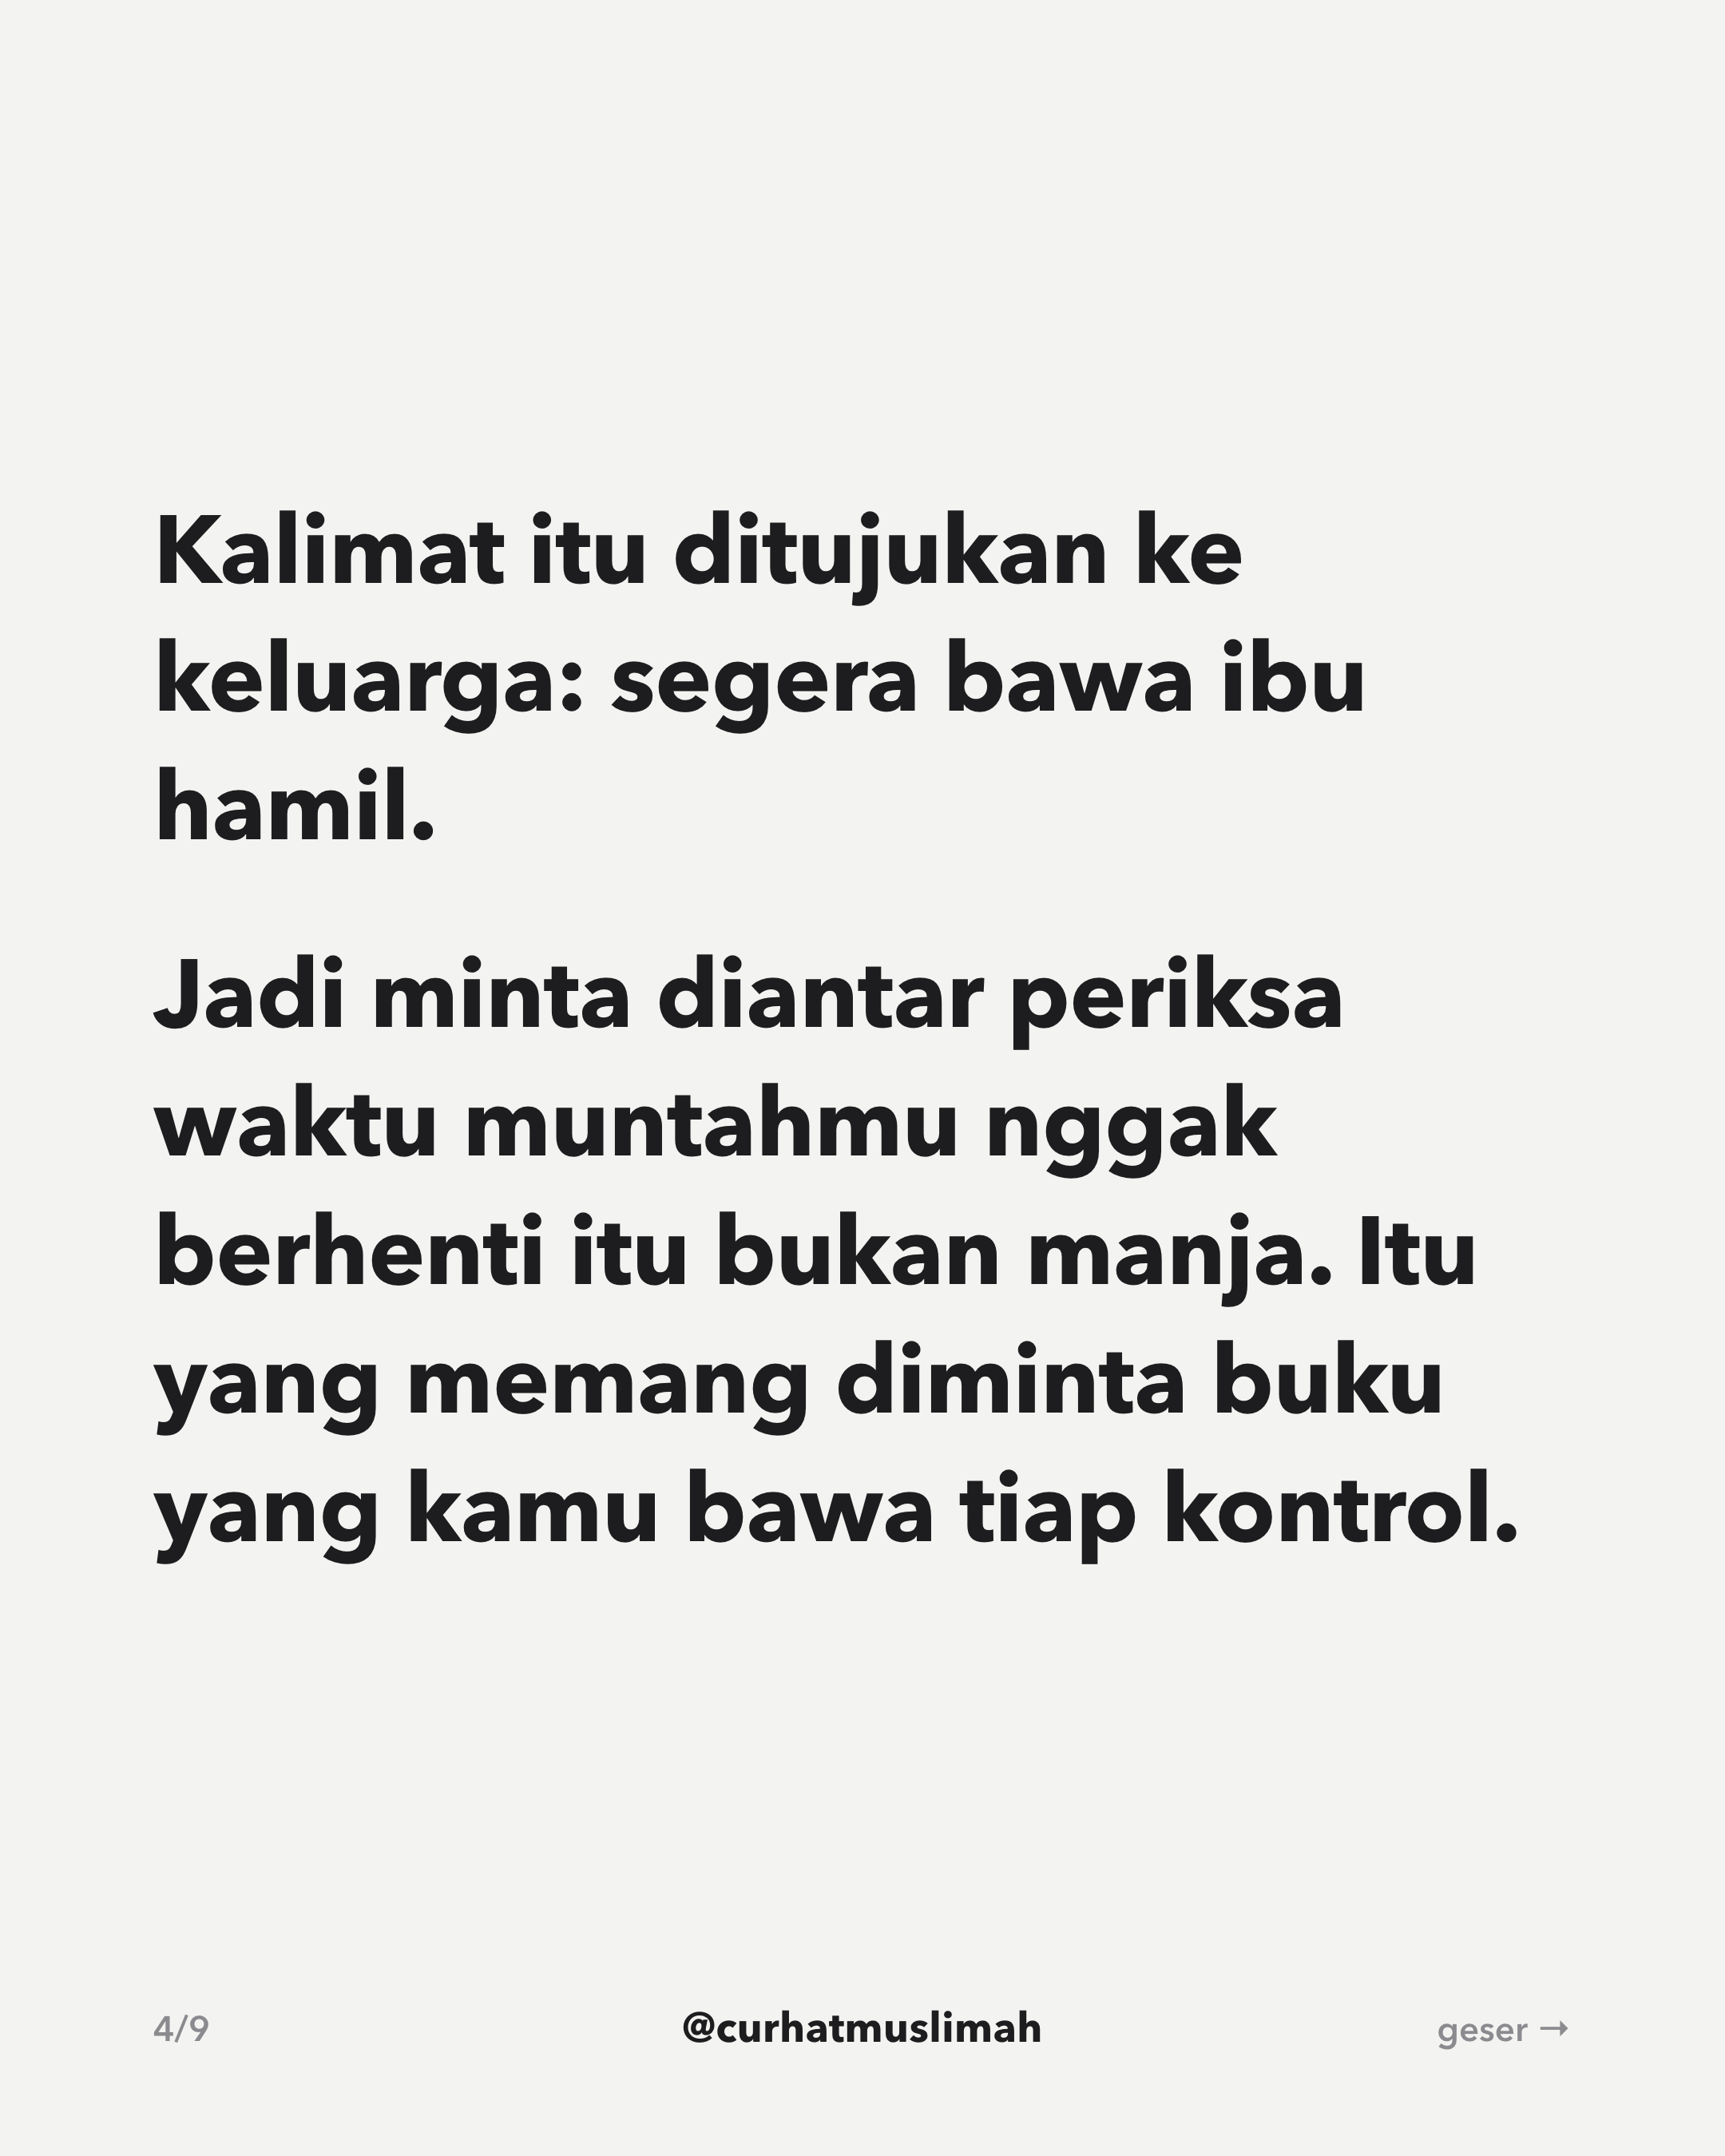 Kalimat itu ditujukan ke
keluarga: segera bawa ibu
hamil.
Jadi minta diantar periksa
waktu muntahmu nggak
berhenti itu bukan manja. Itu
yang memang diminta buku
yang kamu bawa tiap kontrol.
4/9
@curhatmuslimah
geser →